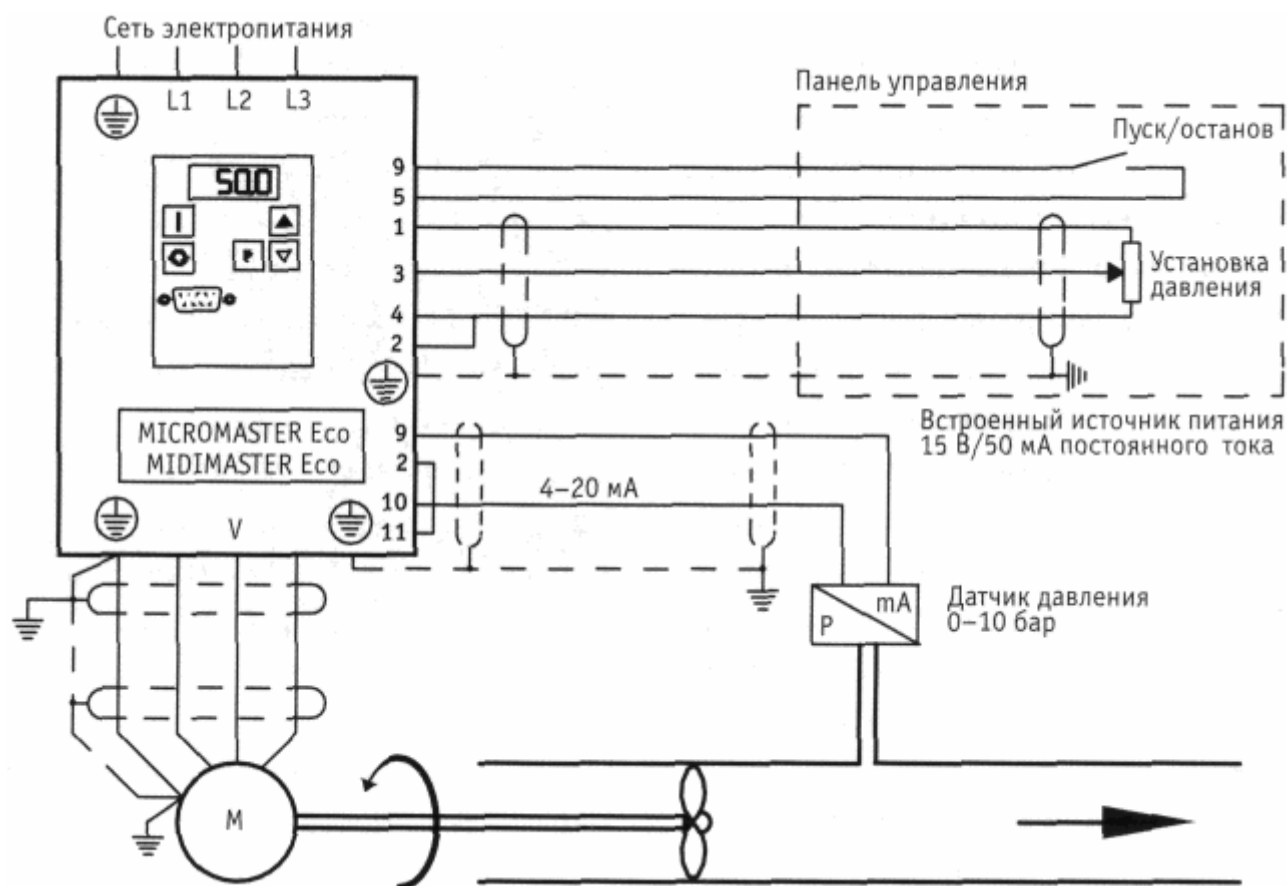 Сеть электропитания
L1 L2 L3
Панель управления
Пуск/останов
50.0
9
5
1
3
Установка
давления
4
2
P
Встроенный источник питания
15 В/50 мА постоянного тока
MICROMASTER Eco
MIDIMASTER Eco
9
2
10
11
4–20 мА
V
mA
P
Датчик давления
0–10 бар
M